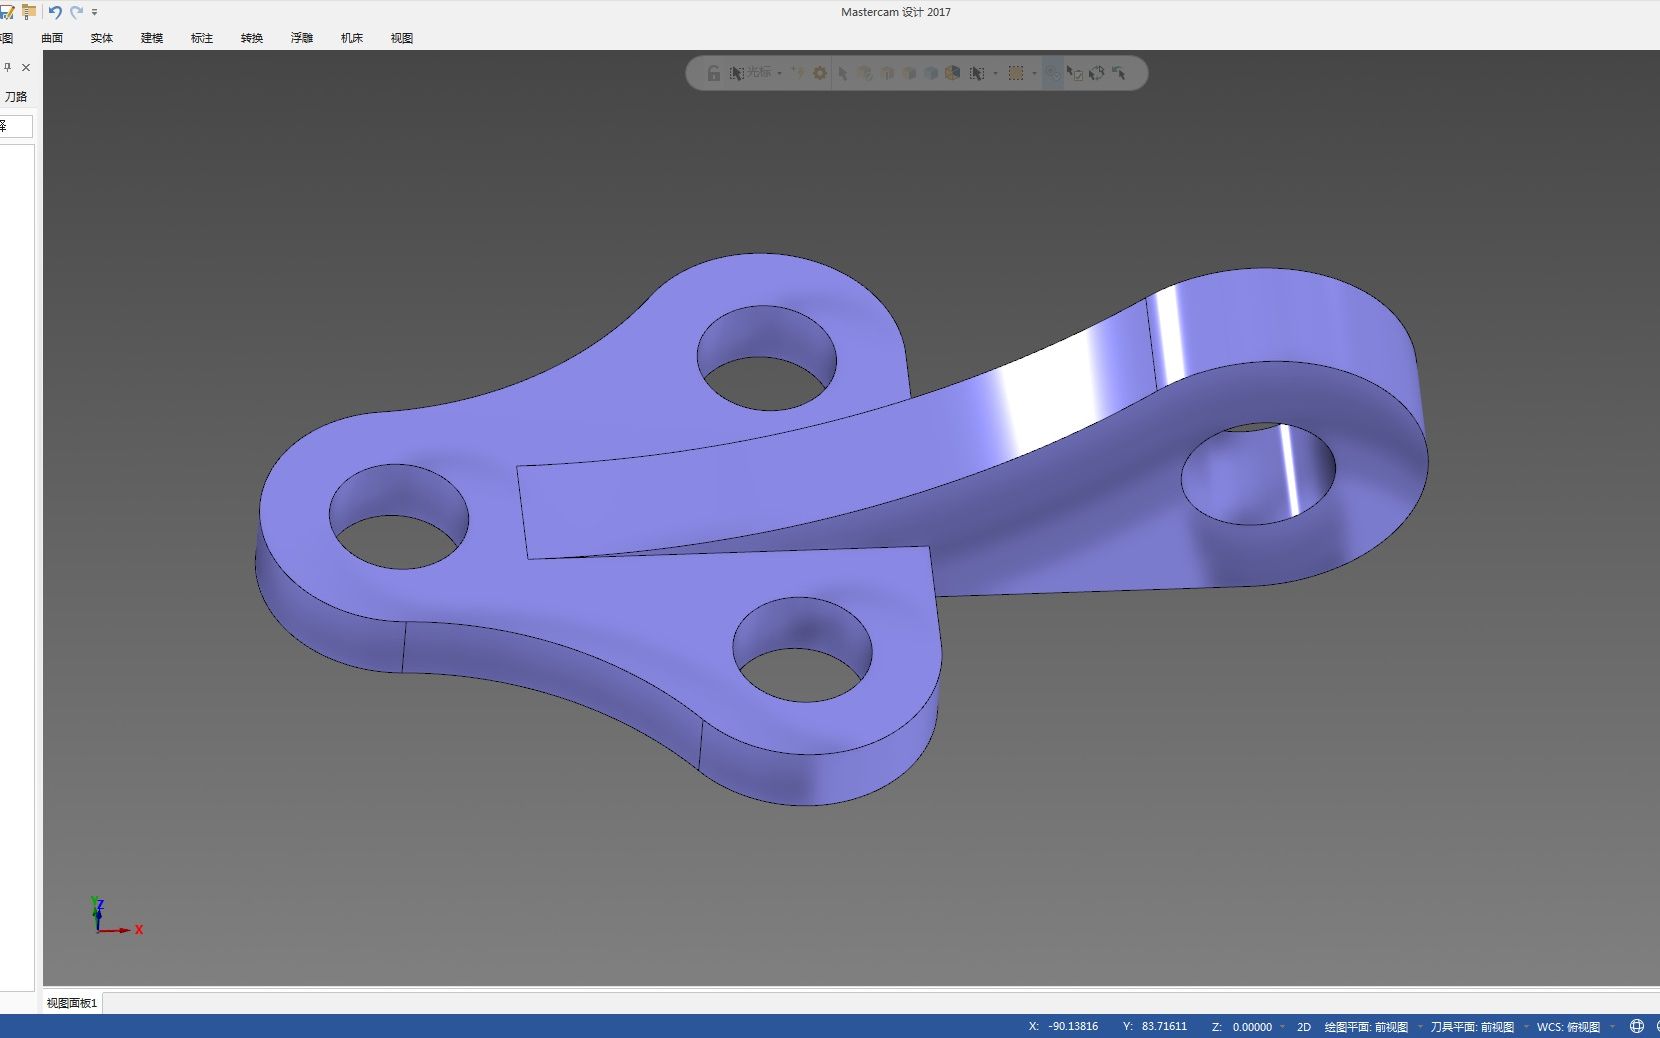 Mastercam 设计 2017
图 曲面 实体 建模 标注 转换 浮雕 机床 视图
刀路
择
光标
Y Z X
视图面板1
X: -90.13816 Y: 83.71611 Z: 0.00000 2D 绘图平面: 前视图 刀具平面: 前视图 WCS: 俯视图